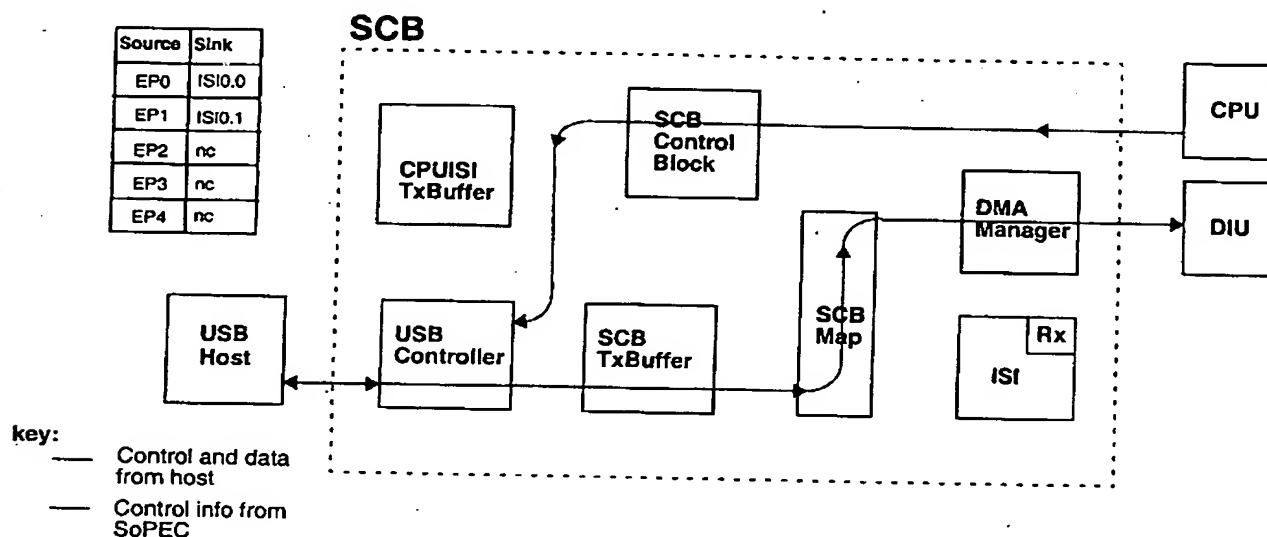 SCB
Source Sink
EP0 ISI0.0
EP1 ISI0.1
EP2 nc
EP3 nc
EP4 nc
CPUISI
TxBuffer
SCB
Control
Block
CPU
DMA
Manager
DIU
USB
Host
USB
Controller
SCB
TxBuffer
SCB
Map
Rx
ISI
key:
Control and data
from host
Control info from
SoPEC